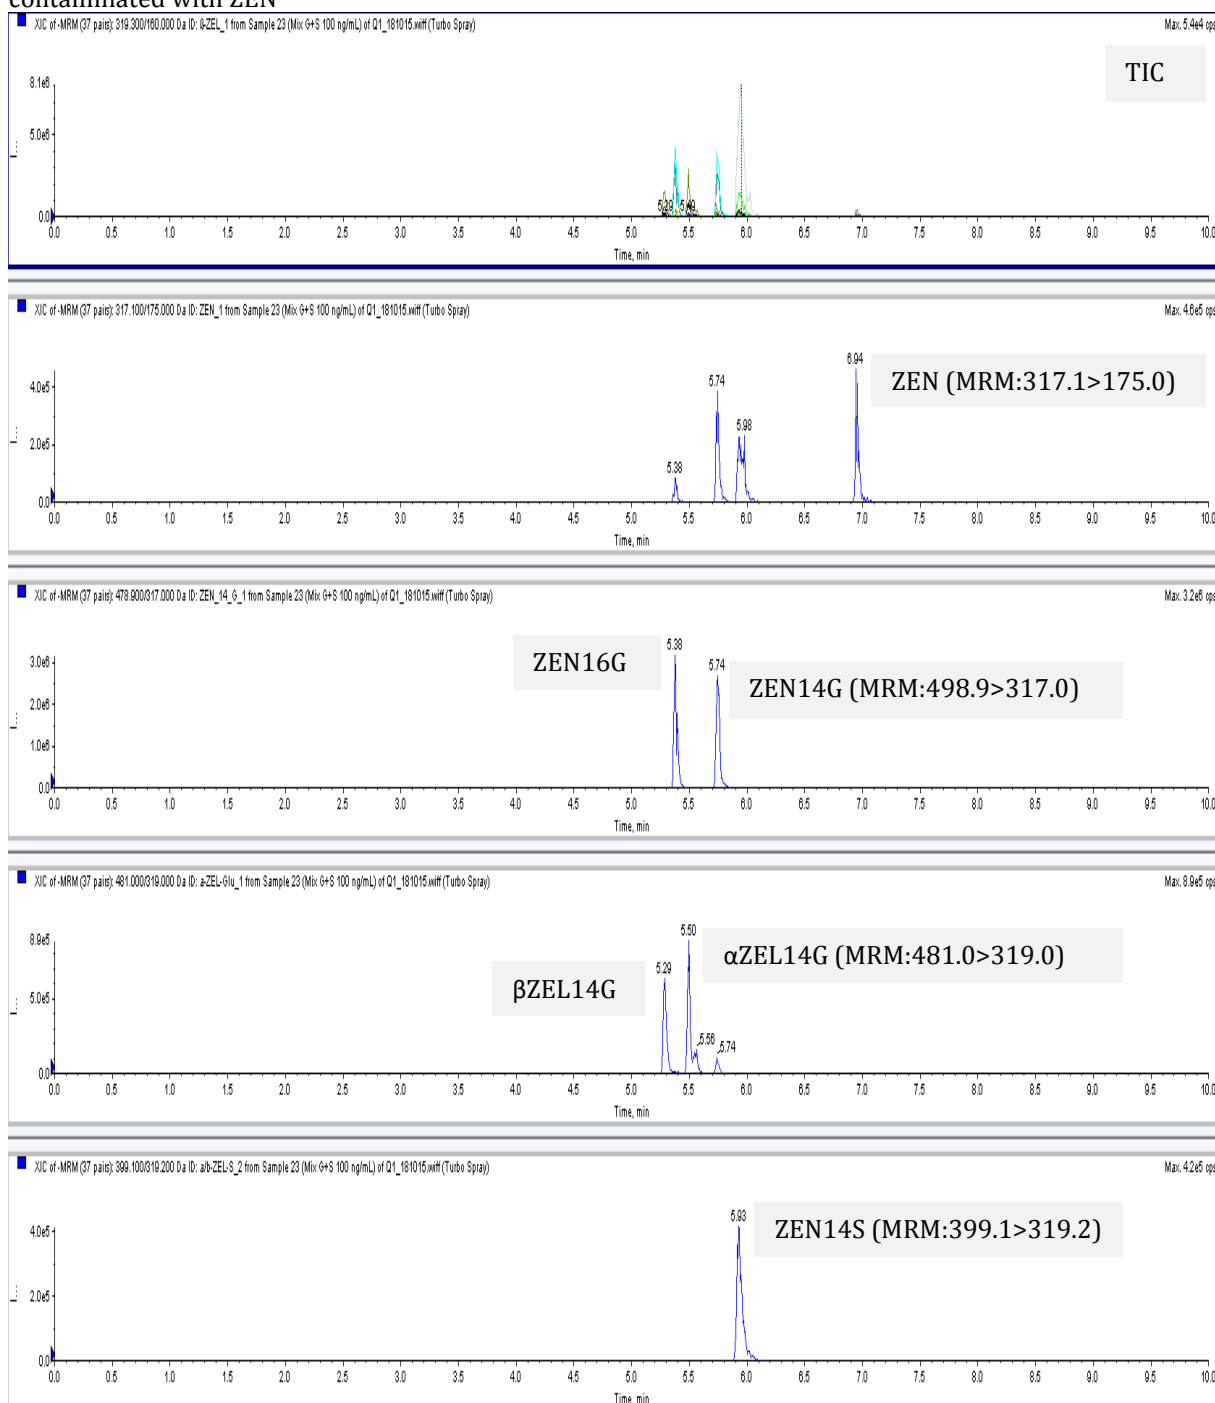 contaminated with ZEN
XIC of -MRM (37 pairs): 319.300/160.000 Da ID: ß-ZEL_1 from Sample 23 (Mix G+S 100 ng/mL) of Q1_181015.wiff (Turbo Spray)
Max. 5.4e4 cps
TIC
8.1e6
5.0e6
0.0
I...
5.29 5.49
0.0 0.5 1.0 1.5 2.0 2.5 3.0 3.5 4.0 4.5 5.0 5.5 6.0 6.5 7.0 7.5 8.0 8.5 9.0 9.5 10.0
Time, min
XIC of -MRM (37 pairs): 317.100/175.000 Da ID: ZEN_1 from Sample 23 (Mix G+S 100 ng/mL) of Q1_181015.wiff (Turbo Spray)
Max. 4.6e5 cps
6.94
ZEN (MRM:317.1>175.0)
5.74
4.0e5
5.98
2.0e5
I...
5.38
0.0
0.0 0.5 1.0 1.5 2.0 2.5 3.0 3.5 4.0 4.5 5.0 5.5 6.0 6.5 7.0 7.5 8.0 8.5 9.0 9.5 10.0
Time, min
XIC of -MRM (37 pairs): 478.900/317.000 Da ID: ZEN_14_G_1 from Sample 23 (Mix G+S 100 ng/mL) of Q1_181015.wiff (Turbo Spray)
Max. 3.2e6 cps
5.38
ZEN16G
5.74
ZEN14G (MRM:498.9>317.0)
3.0e6
2.0e6
I...
1.0e6
0.0
0.0 0.5 1.0 1.5 2.0 2.5 3.0 3.5 4.0 4.5 5.0 5.5 6.0 6.5 7.0 7.5 8.0 8.5 9.0 9.5 10.0
Time, min
XIC of -MRM (37 pairs): 481.000/319.000 Da ID: a-ZEL-Glu_1 from Sample 23 (Mix G+S 100 ng/mL) of Q1_181015.wiff (Turbo Spray)
Max. 8.9e5 cps
5.50
8.9e5
αZEL14G (MRM:481.0>319.0)
5.29
βZEL14G
5.0e5
I...
5.56
5.74
0.0
0.0 0.5 1.0 1.5 2.0 2.5 3.0 3.5 4.0 4.5 5.0 5.5 6.0 6.5 7.0 7.5 8.0 8.5 9.0 9.5 10.0
Time, min
XIC of -MRM (37 pairs): 399.100/319.200 Da ID: a/b-ZEL-S_2 from Sample 23 (Mix G+S 100 ng/mL) of Q1_181015.wiff (Turbo Spray)
Max. 4.2e5 cps
5.93
ZEN14S (MRM:399.1>319.2)
4.0e5
2.0e5
I...
0.0
0.0 0.5 1.0 1.5 2.0 2.5 3.0 3.5 4.0 4.5 5.0 5.5 6.0 6.5 7.0 7.5 8.0 8.5 9.0 9.5 10.0
Time, min